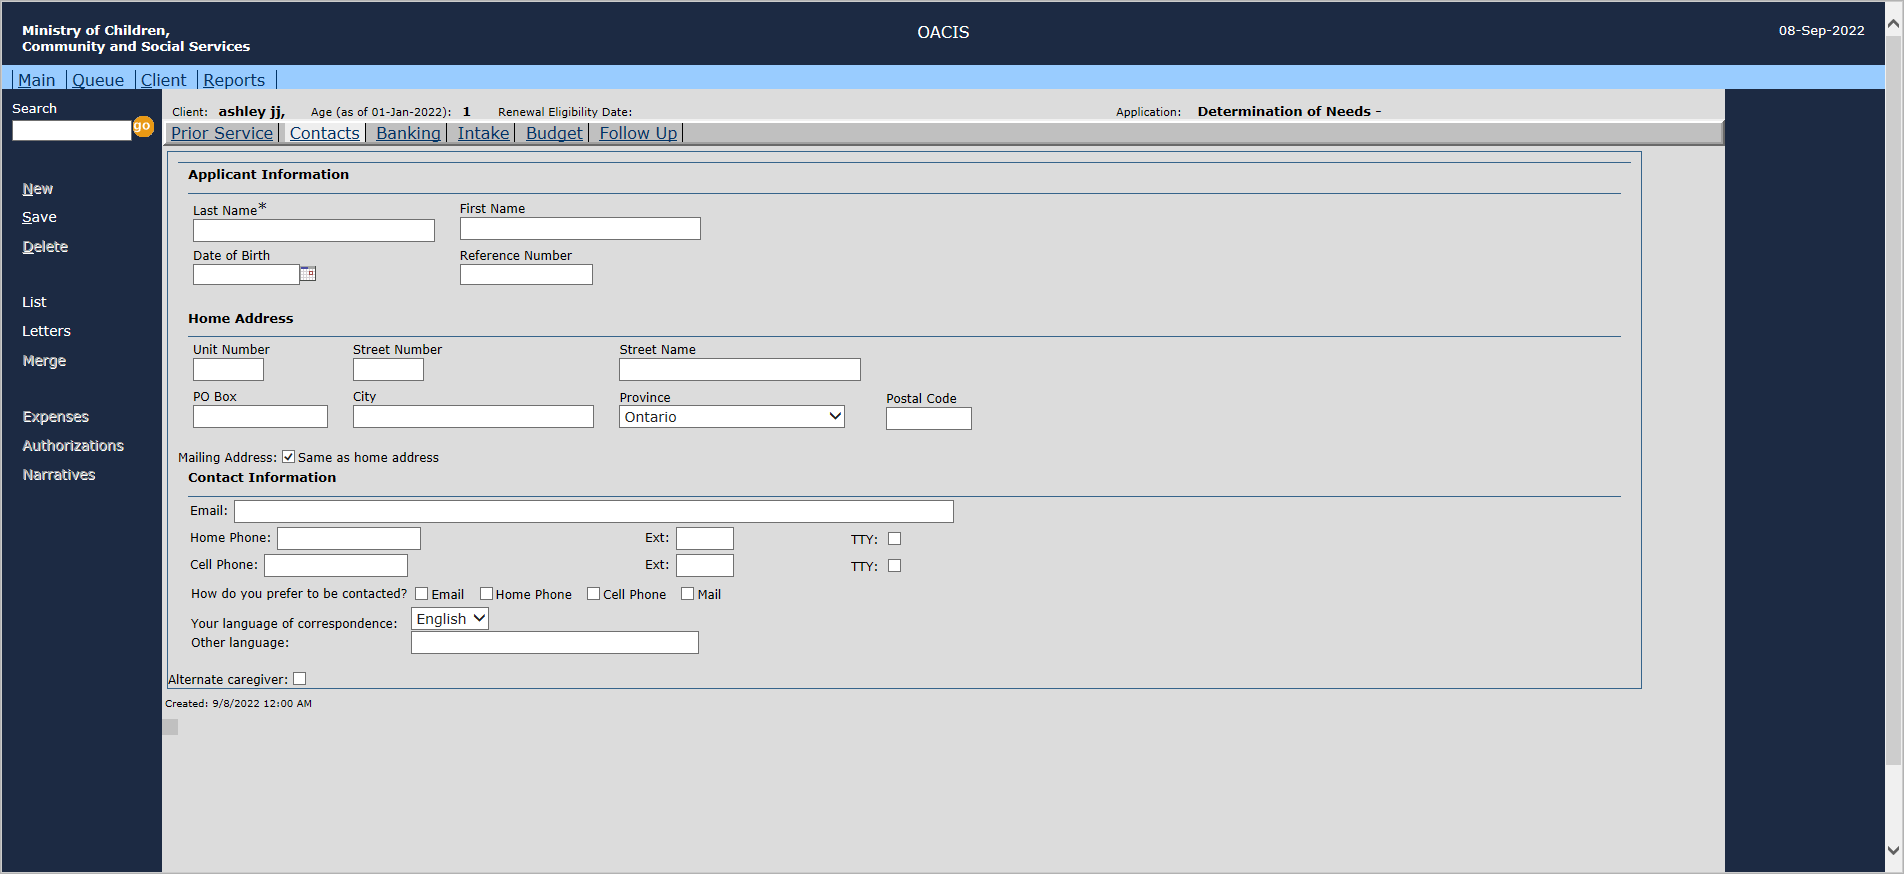 Ministry of Children,
Community and Social Services
OACIS
08-Sep-2022
Main Queue Client Reports
Search
go
Client: ashley jj, Age (as of 01-Jan-2022): 1 Renewal Eligibility Date: Application: Determination of Needs -
Prior Service Contacts Banking Intake Budget Follow Up
New
Save
Delete
List
Letters
Merge
Expenses
Authorizations
Narratives
Applicant Information
Last Name* First Name
Date of Birth Reference Number
Home Address
Unit Number Street Number Street Name
PO Box City Province Postal Code
Ontario
Mailing Address: Same as home address
Contact Information
Email:
Home Phone: Ext: TTY:
Cell Phone: Ext: TTY:
How do you prefer to be contacted? Email Home Phone Cell Phone Mail
Your language of correspondence: English
Other language:
Alternate caregiver:
Created: 9/8/2022 12:00 AM